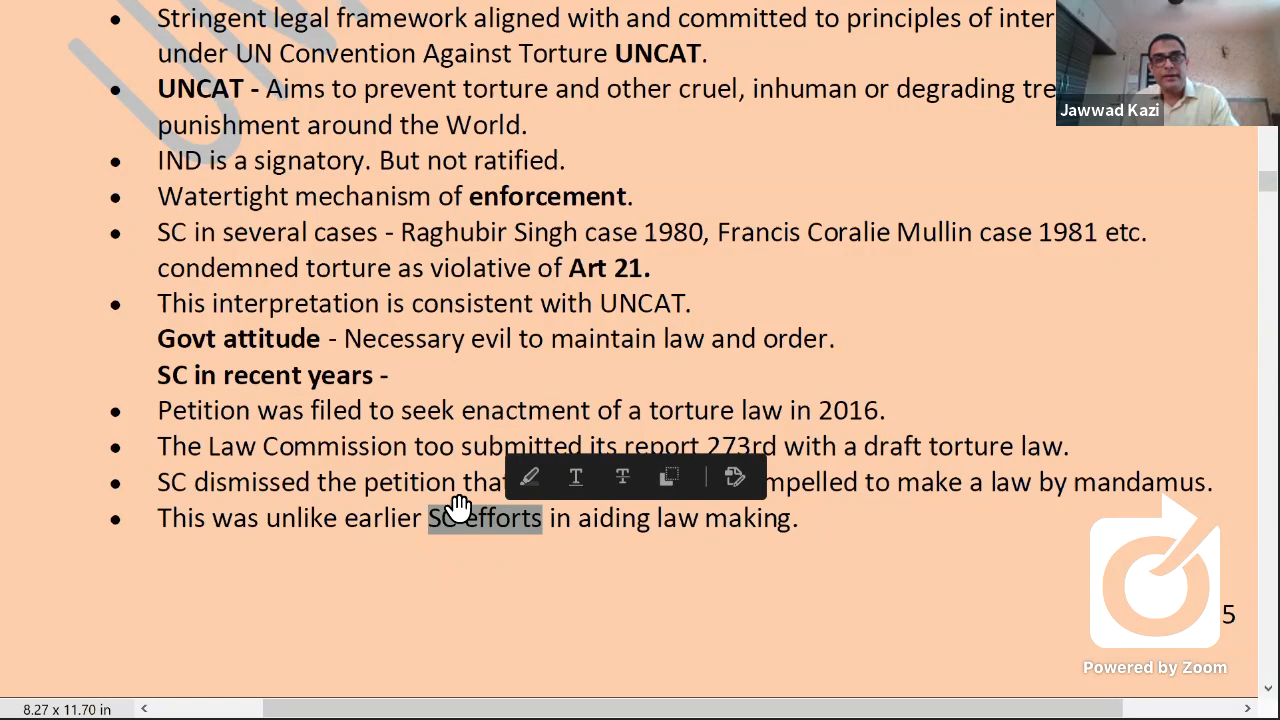 Stringent legal framework aligned with and committed to principles of inter
under UN Convention Against Torture UNCAT.
UNCAT - Aims to prevent torture and other cruel, inhuman or degrading tre
punishment around the World.
IND is a signatory. But not ratified.
Watertight mechanism of enforcement.
SC in several cases - Raghubir Singh case 1980, Francis Coralie Mullin case 1981 etc.
condemned torture as violative of Art 21.
This interpretation is consistent with UNCAT.
Govt attitude - Necessary evil to maintain law and order.
SC in recent years -
Petition was filed to seek enactment of a torture law in 2016.
The Law Commission too submitted its report 273rd with a draft torture law.
SC dismissed the petition that mpelled to make a law by mandamus.
This was unlike earlier SC efforts in aiding law making.
5
Jawwad Kazi
Powered by Zoom
8.27 x 11.70 in